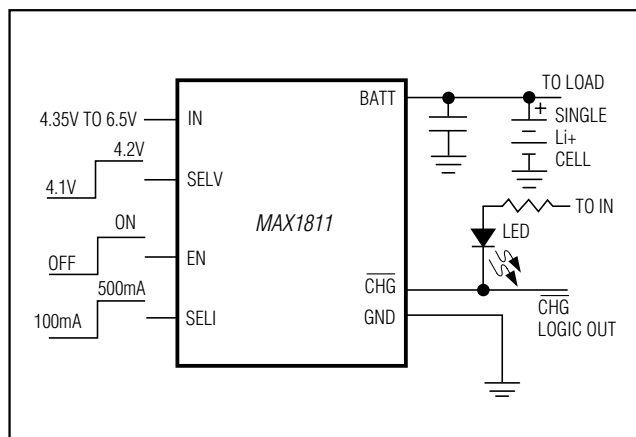 BATT
TO LOAD
4.35V TO 6.5V
IN
+
SINGLE
Li+
CELL
4.2V
4.1V
SELV
MAX1811
TO IN
LED
ON
OFF
EN
500mA
100mA
SELI
CHG
GND
CHG
LOGIC OUT